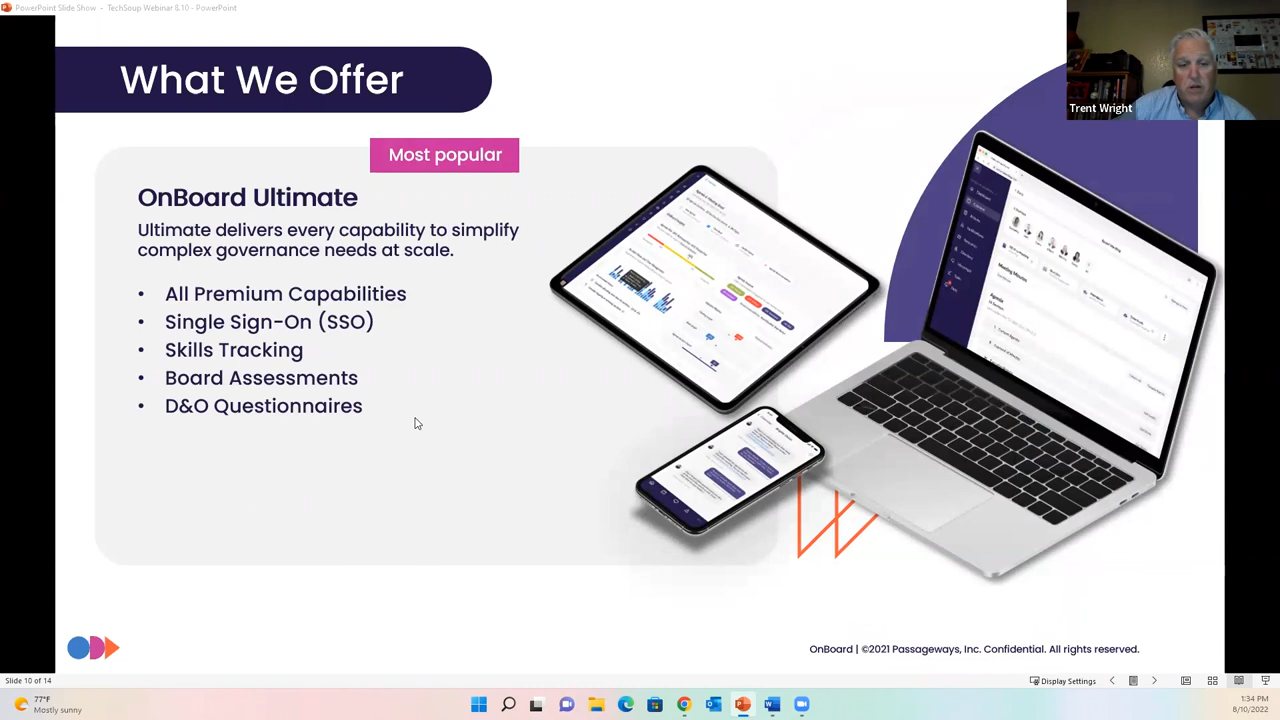 PowerPoint Slide Show - TechSoup Webinar 8.10 - PowerPoint
Trent Wright
What We Offer
Most popular
OnBoard Ultimate
Ultimate delivers every capability to simplify
complex governance needs at scale.
• All Premium Capabilities
• Single Sign-On (SSO)
• Skills Tracking
• Board Assessments
• D&O Questionnaires
Meeting Minutes
Agenda
OnBoard | ©2021 Passageways, Inc. Confidential. All rights reserved.
Slide 10 of 14
Display Settings
77°F
Mostly sunny
1:34 PM
8/10/2022